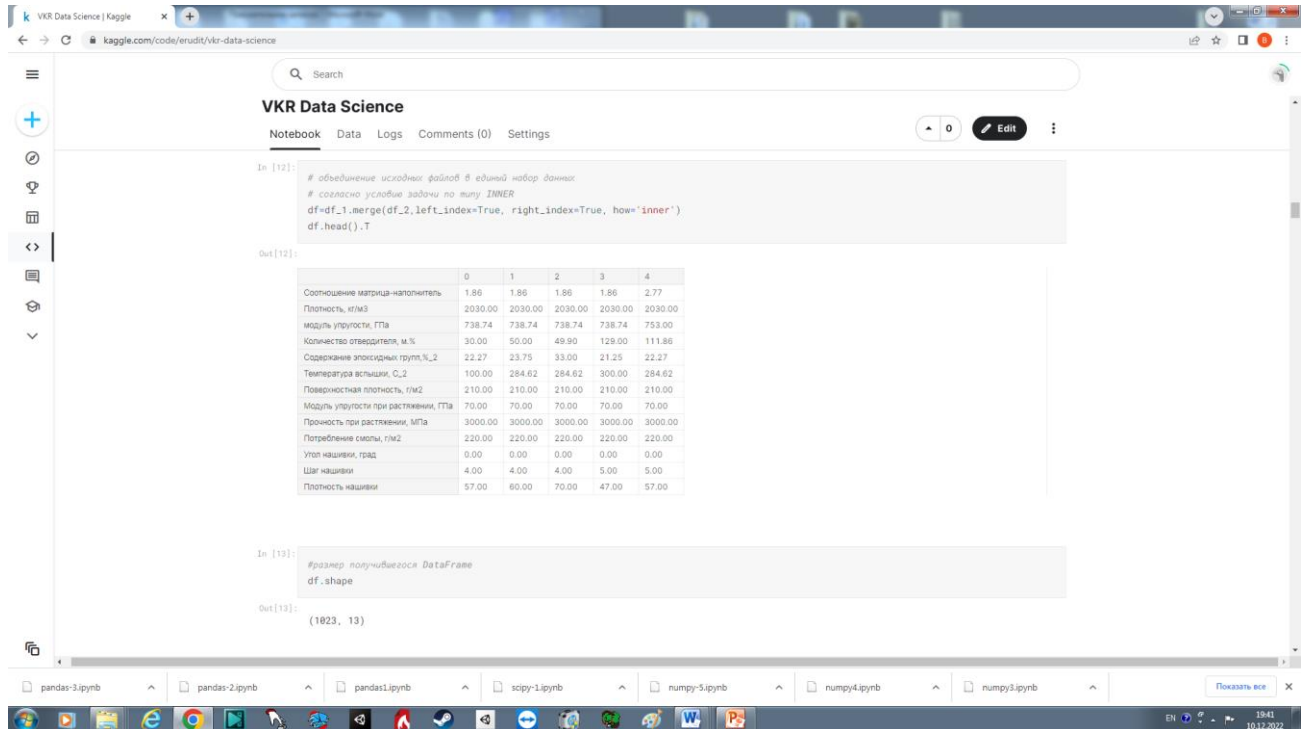 VKR Data Science | Kaggle
kaggle.com/code/erudit/vkr-data-science
Search
VKR Data Science
Notebook Data Logs Comments (0) Settings
0 Edit
In [12]:
# объединение исходных файлов в единый набор данных
# согласно условию задачи по типу INNER
df=df_1.merge(df_2,left_index=True, right_index=True, how='inner')
df.head().T
Out[12]:
0 1 2 3 4
Соотношение матрица-наполнитель 1.86 1.86 1.86 1.86 2.77
Плотность, кг/м3 2030.00 2030.00 2030.00 2030.00 2030.00
модуль упругости, ГПа 738.74 738.74 738.74 738.74 753.00
Количество отвердителя, м.% 30.00 50.00 49.90 129.00 111.86
Содержание эпоксидных групп,%_2 22.27 23.75 33.00 21.25 22.27
Температура вспышки, С_2 100.00 284.62 284.62 300.00 284.62
Поверхностная плотность, г/м2 210.00 210.00 210.00 210.00 210.00
Модуль упругости при растяжении, ГПа 70.00 70.00 70.00 70.00 70.00
Прочность при растяжении, МПа 3000.00 3000.00 3000.00 3000.00 3000.00
Потребление смолы, г/м2 220.00 220.00 220.00 220.00 220.00
Угол нашивки, град 0.00 0.00 0.00 0.00 0.00
Шаг нашивки 4.00 4.00 4.00 5.00 5.00
Плотность нашивки 57.00 60.00 70.00 47.00 57.00
In [13]:
#размер получившегося DataFrame
df.shape
Out[13]:
(1023, 13)
pandas-3.ipynb pandas-2.ipynb pandas1.ipynb scipy-1.ipynb numpy-5.ipynb numpy4.ipynb numpy3.ipynb Показать все
EN 19:41
10.12.2022